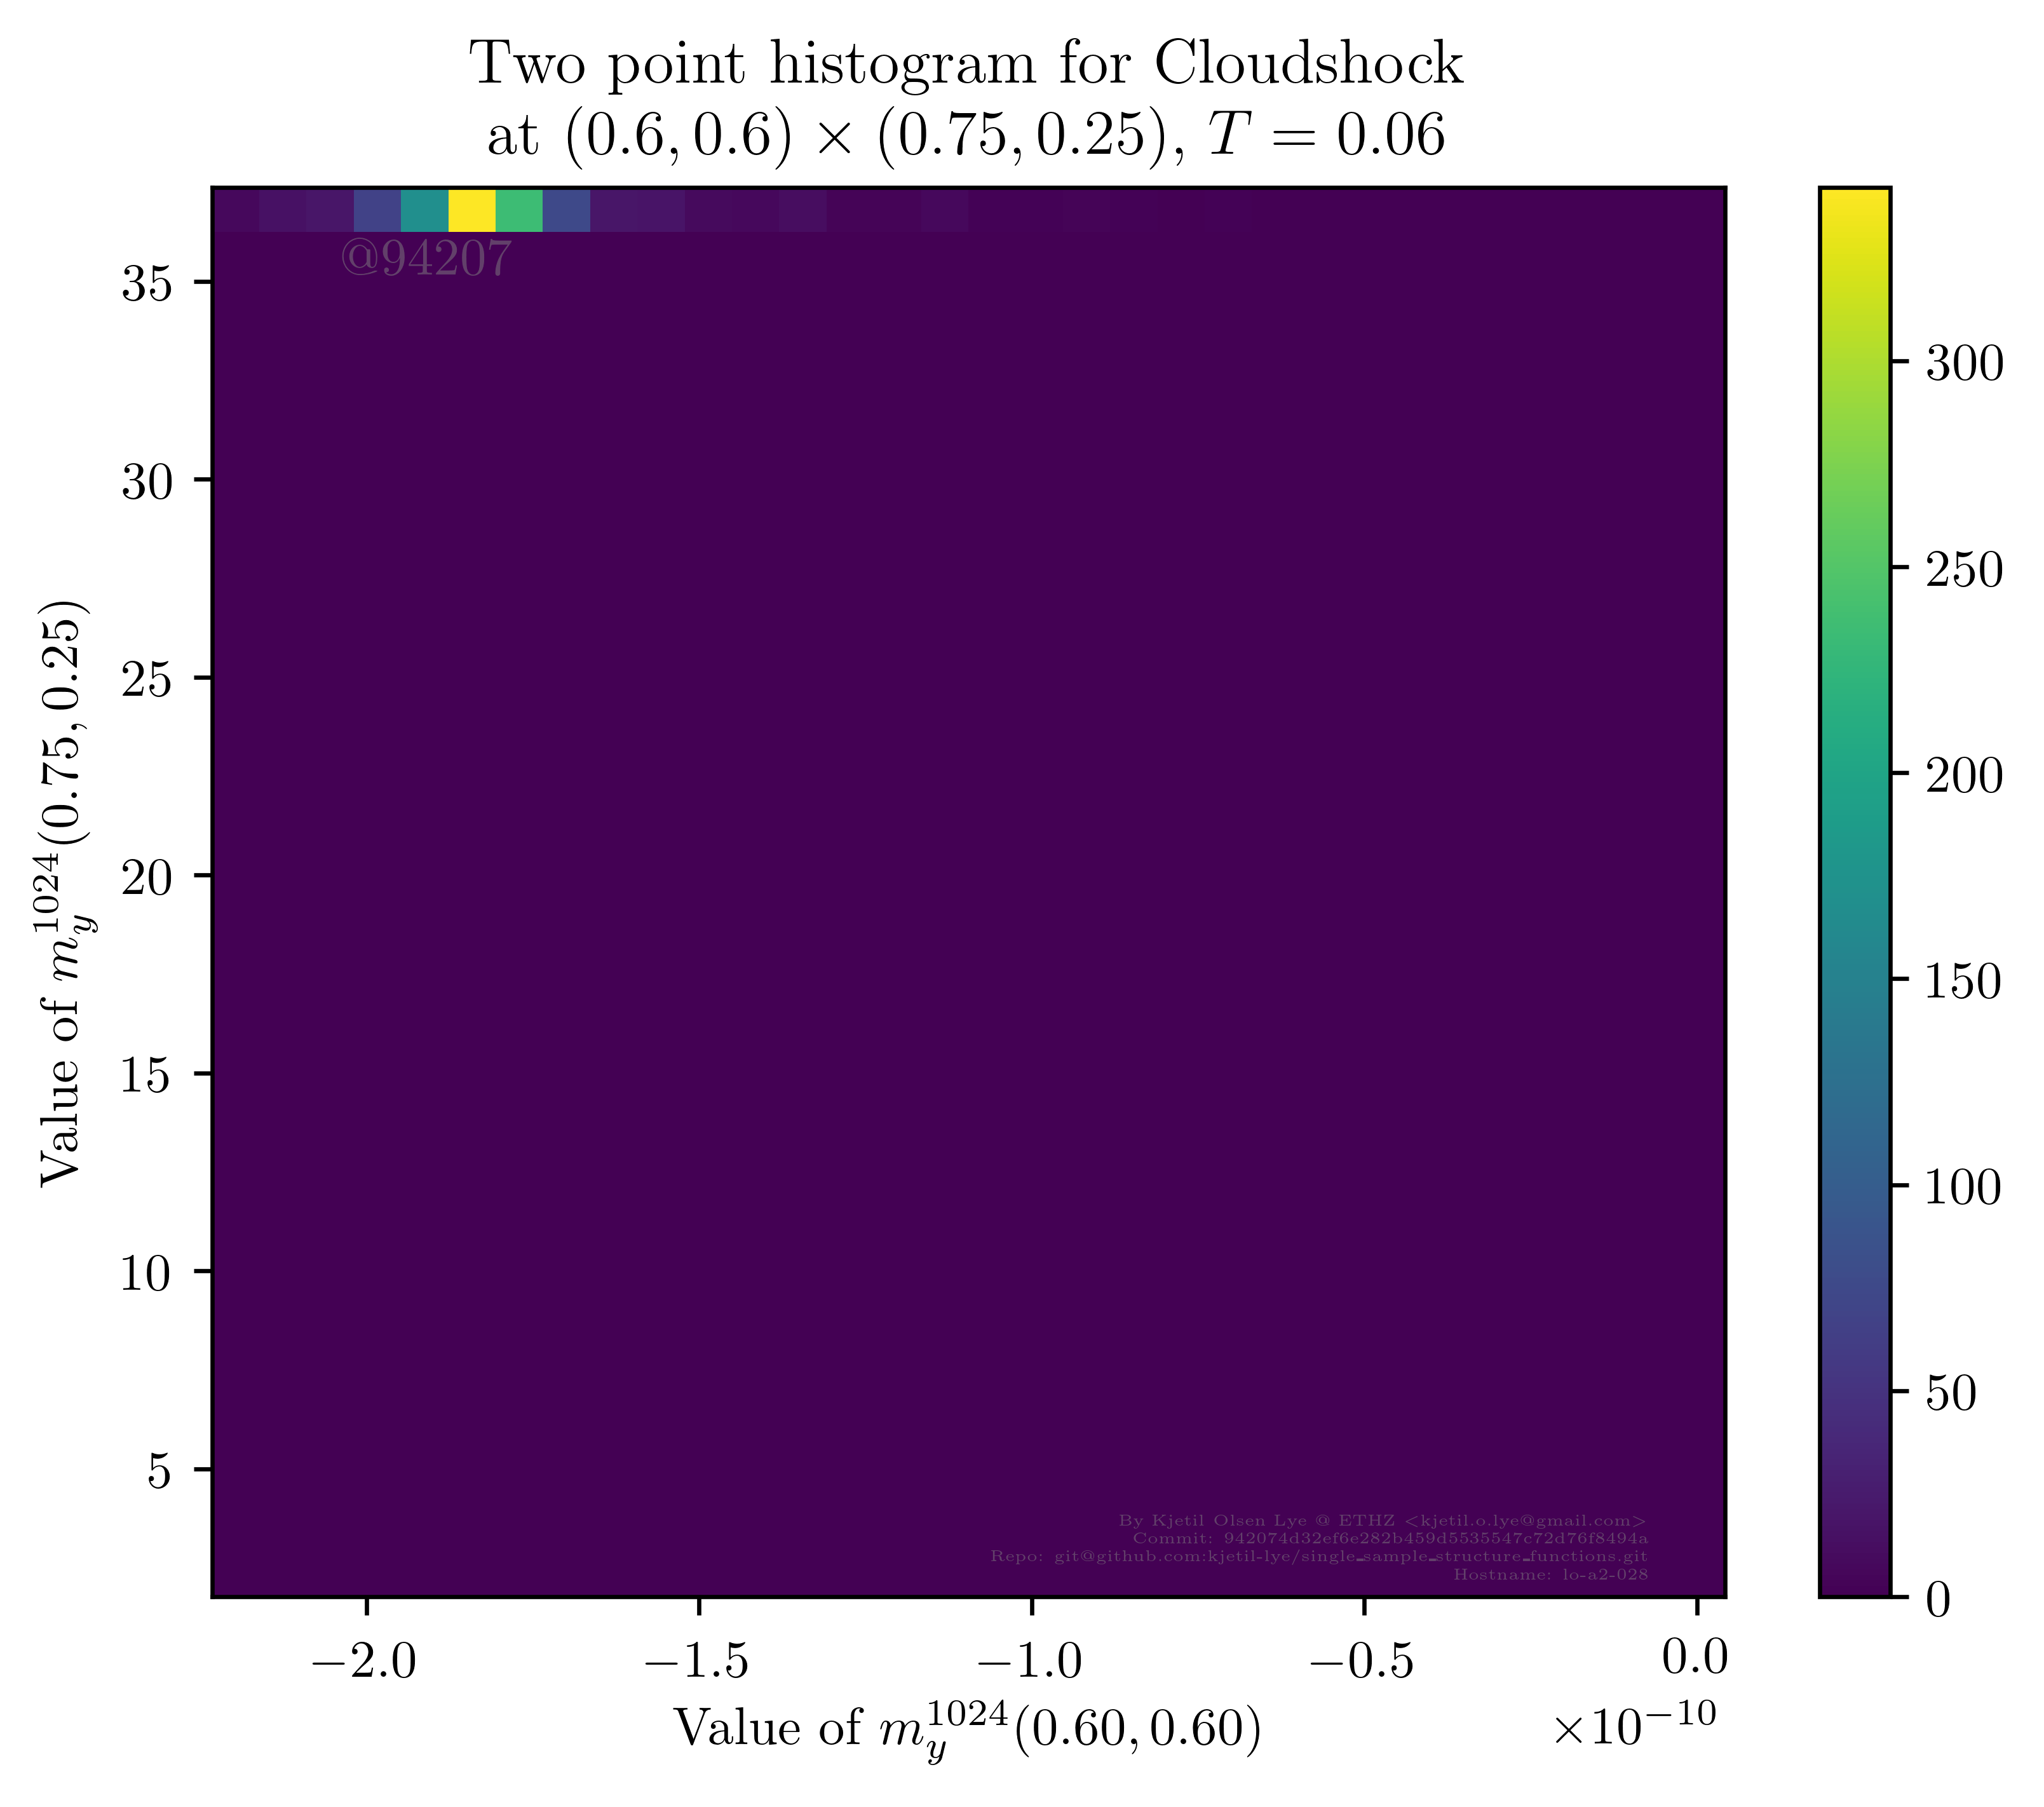 Two point histogram for Cloudshock
at (0.6, 0.6) × (0.75, 0.25), T = 0.06
@94207
35
30
25
20
15
10
5
Value of m_y^1024(0.75, 0.25)
−2.0 −1.5 −1.0 −0.5 0.0
×10^−10
Value of m_y^1024(0.60, 0.60)
300
250
200
150
100
50
0
By Kjetil Olsen Lye @ ETHZ <kjetil.o.lye@gmail.com>
Commit: 942074d32ef6e282b459d5535547c72d76f8494a
Repo: git@github.com:kjetil-lye/single_sample_structure_functions.git
Hostname: lo-a2-028